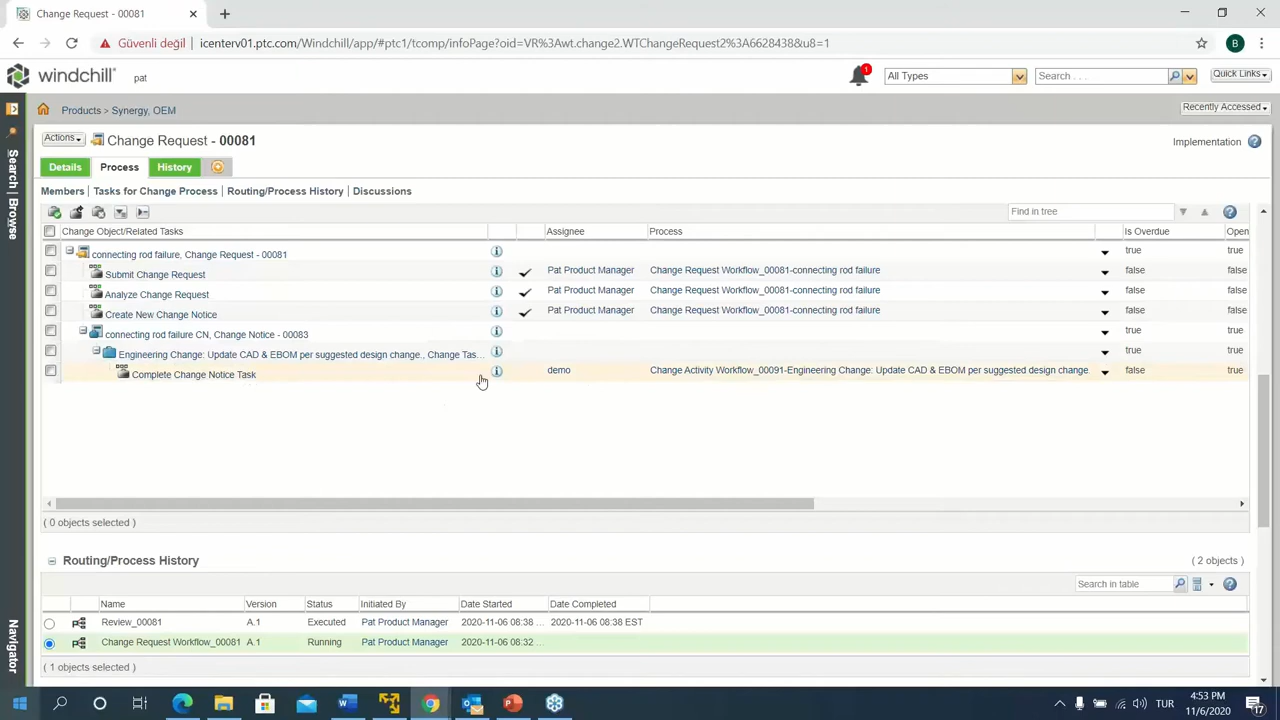 Change Request - 00081
Güvenli değil
icenterv01.ptc.com/Windchill/app/#ptc1/tcomp/infoPage?oid=VR%3Awt.change2.WTChangeRequest2%3A6628438&u8=1
B
windchill
pat
1
All Types
Search . . .
Quick Links
Products > Synergy, OEM
Recently Accessed
Actions
Change Request - 00081
Implementation
Details
Process
History
Search
Browse
Members
Tasks for Change Process
Routing/Process History
Discussions
Find in tree
Change Object/Related Tasks
Assignee
Process
Is Overdue
Open
connecting rod failure, Change Request - 00081
true
Submit Change Request
Pat Product Manager
Change Request Workflow_00081-connecting rod failure
false
false
Analyze Change Request
Pat Product Manager
Change Request Workflow_00081-connecting rod failure
false
false
Create New Change Notice
Pat Product Manager
Change Request Workflow_00081-connecting rod failure
false
false
connecting rod failure CN, Change Notice - 00083
true
true
Engineering Change: Update CAD & EBOM per suggested design change., Change Tas...
true
true
Complete Change Notice Task
demo
Change Activity Workflow_00091-Engineering Change: Update CAD & EBOM per suggested design change.
false
true
( 0 objects selected )
Routing/Process History
( 2 objects )
Search in table
Name
Version
Status
Initiated By
Date Started
Date Completed
Review_00081
A.1
Executed
Pat Product Manager
2020-11-06 08:38 ...
2020-11-06 08:38 EST
Change Request Workflow_00081
A.1
Running
Pat Product Manager
2020-11-06 08:32 ...
( 1 objects selected )
Navigator
TUR
4:53 PM
11/6/2020
17